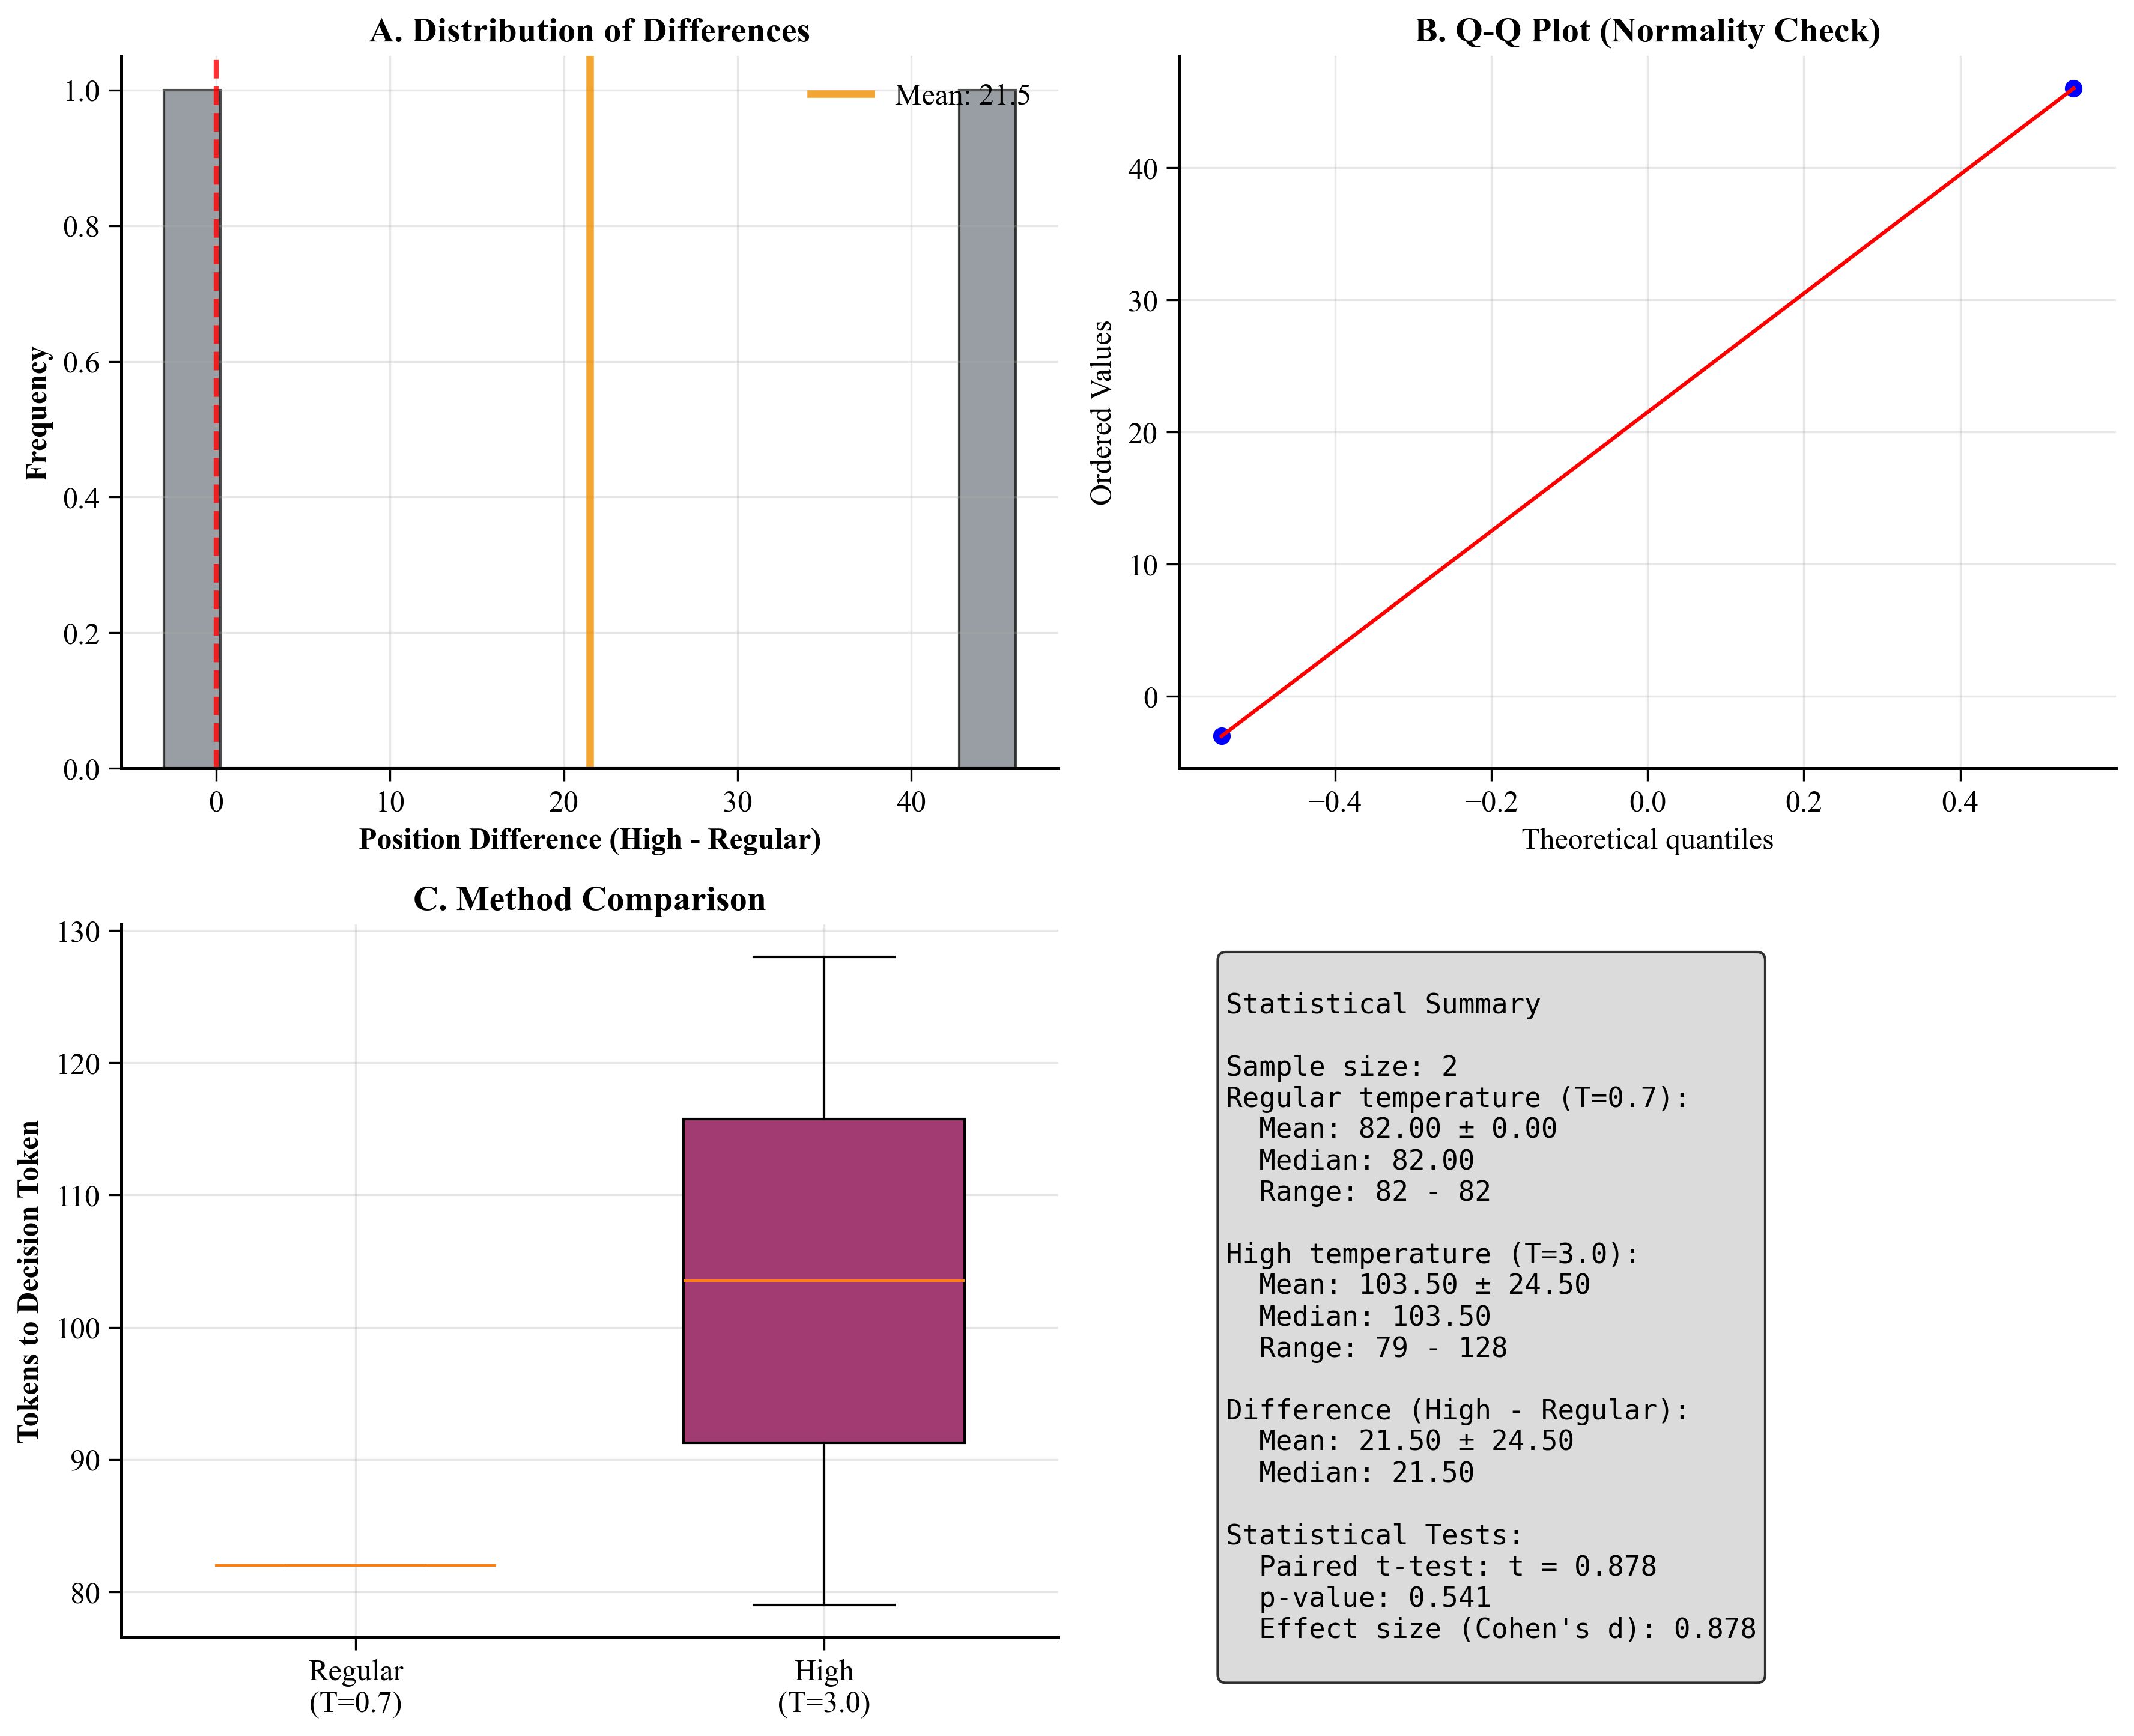 A. Distribution of Differences
Mean: 21.5
1.0
0.8
0.6
0.4
0.2
0.0
Frequency
0
10
20
30
40
Position Difference (High - Regular)
B. Q-Q Plot (Normality Check)
40
30
20
10
0
Ordered Values
−0.4
−0.2
0.0
0.2
0.4
Theoretical quantiles
C. Method Comparison
130
120
110
100
90
80
Tokens to Decision Token
Regular
(T=0.7)
High
(T=3.0)
Statistical Summary
Sample size: 2
Regular temperature (T=0.7):
Mean: 82.00 ± 0.00
Median: 82.00
Range: 82 - 82
High temperature (T=3.0):
Mean: 103.50 ± 24.50
Median: 103.50
Range: 79 - 128
Difference (High - Regular):
Mean: 21.50 ± 24.50
Median: 21.50
Statistical Tests:
Paired t-test: t = 0.878
p-value: 0.541
Effect size (Cohen's d): 0.878